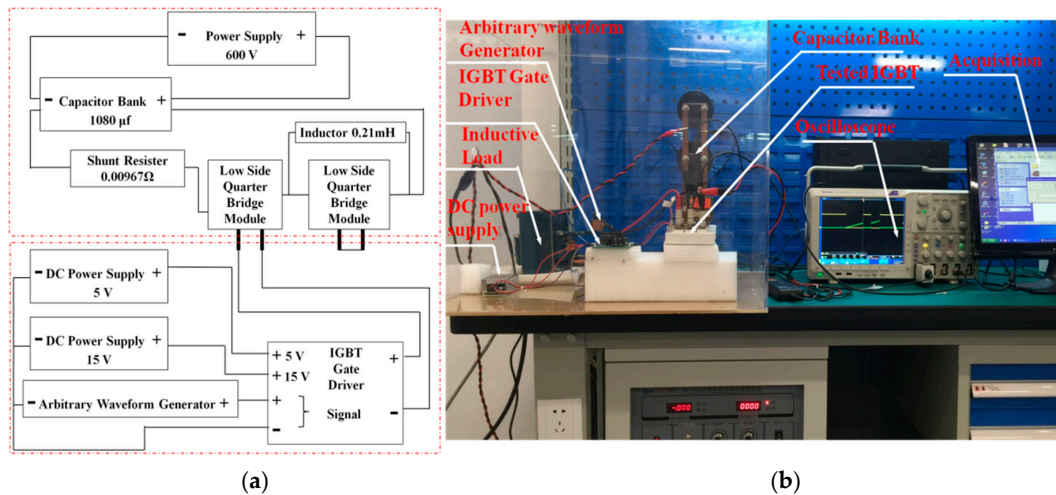 - Power Supply +
600 V
- Capacitor Bank +
1080 μf
Inductor 0.21mH
Shunt Resister
0.00967Ω
Low Side
Quarter
Bridge
Module
Low Side
Quarter
Bridge
Module
- DC Power Supply +
5 V
- DC Power Supply +
15 V
- Arbitrary Waveform Generator +
+ 5 V
+ 15 V
+
-
IGBT
Gate
Driver
Signal
+
-
(a)
Arbitrary waveform
Generator
IGBT Gate
Driver
Inductive
Load
DC power
supply
Capacitor Bank
Tested IGBT
Acquisition
Oscilloscope
0000
(b)